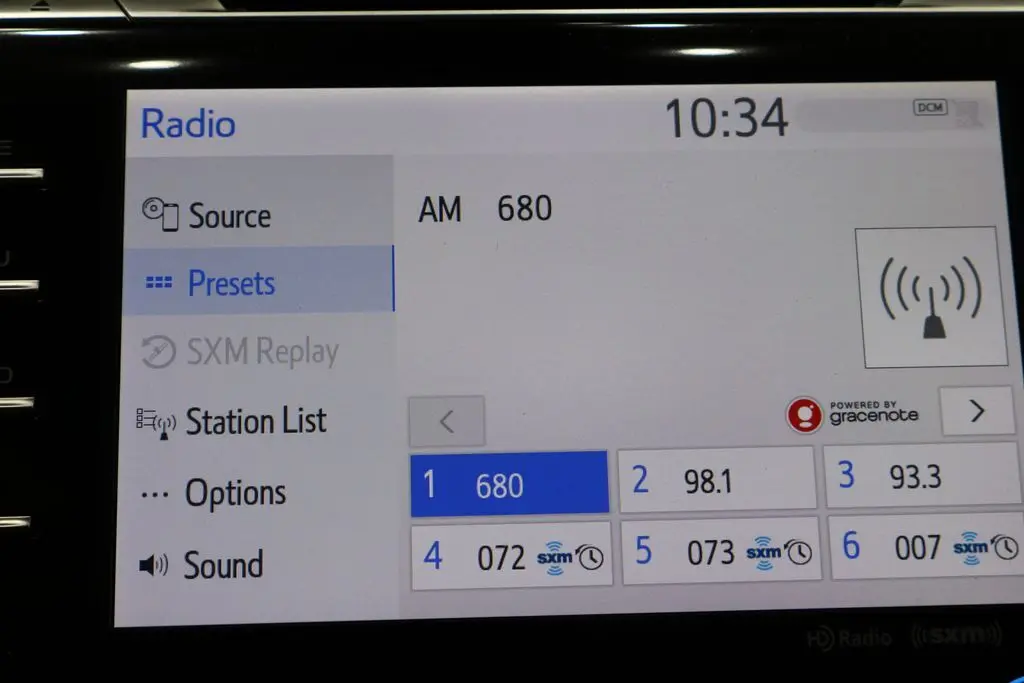 Radio
10:34
DCM
Source
AM 680
Presets
SXM Replay
Station List
POWERED BY
gracenote
1 680
2 98.1
3 93.3
Options
4 072 sxm
5 073 sxm
6 007 sxm
Sound
HD Radio ((sxm))